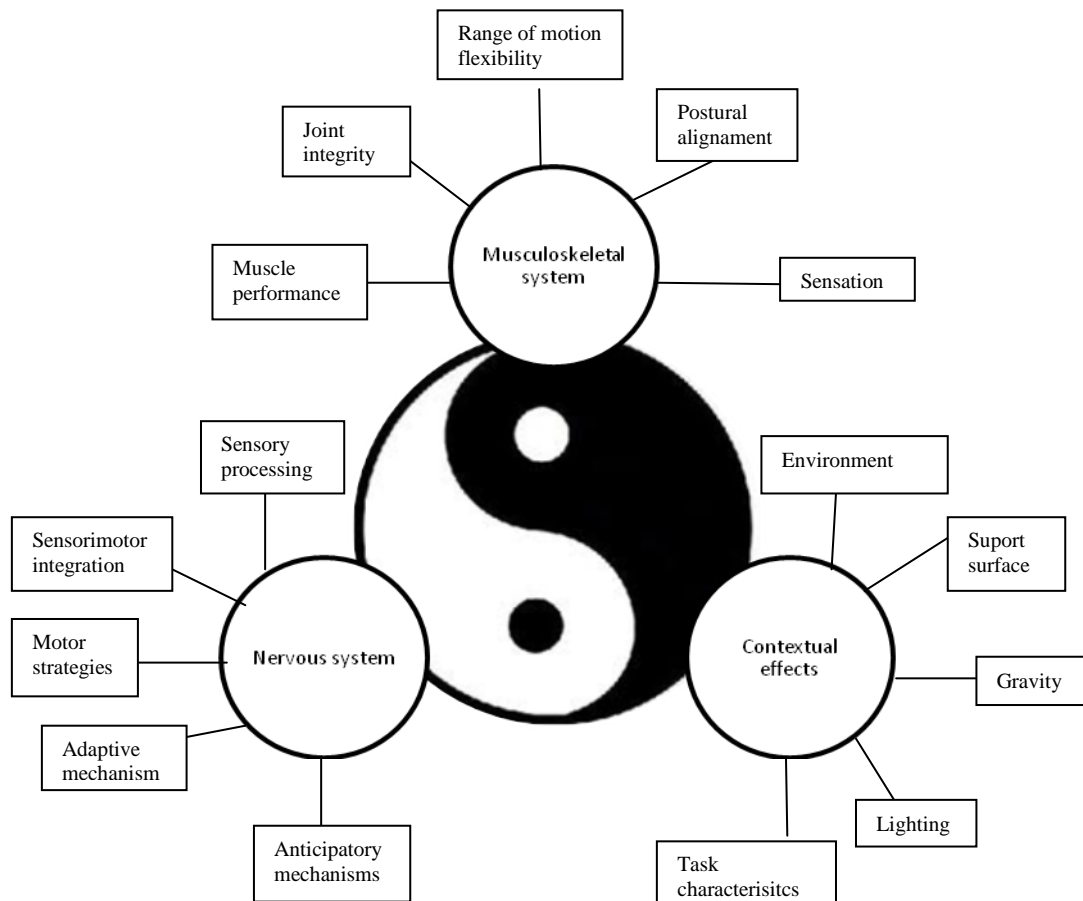 Range of motion
flexibility
Joint
integrity
Postural
alignament
Musculoskeletal
system
Muscle
performance
Sensation
Sensory
processing
Environment
Sensorimotor
integration
Suport
surface
Motor
strategies
Nervous system
Contextual
effects
Gravity
Adaptive
mechanism
Lighting
Anticipatory
mechanisms
Task
characterisitcs